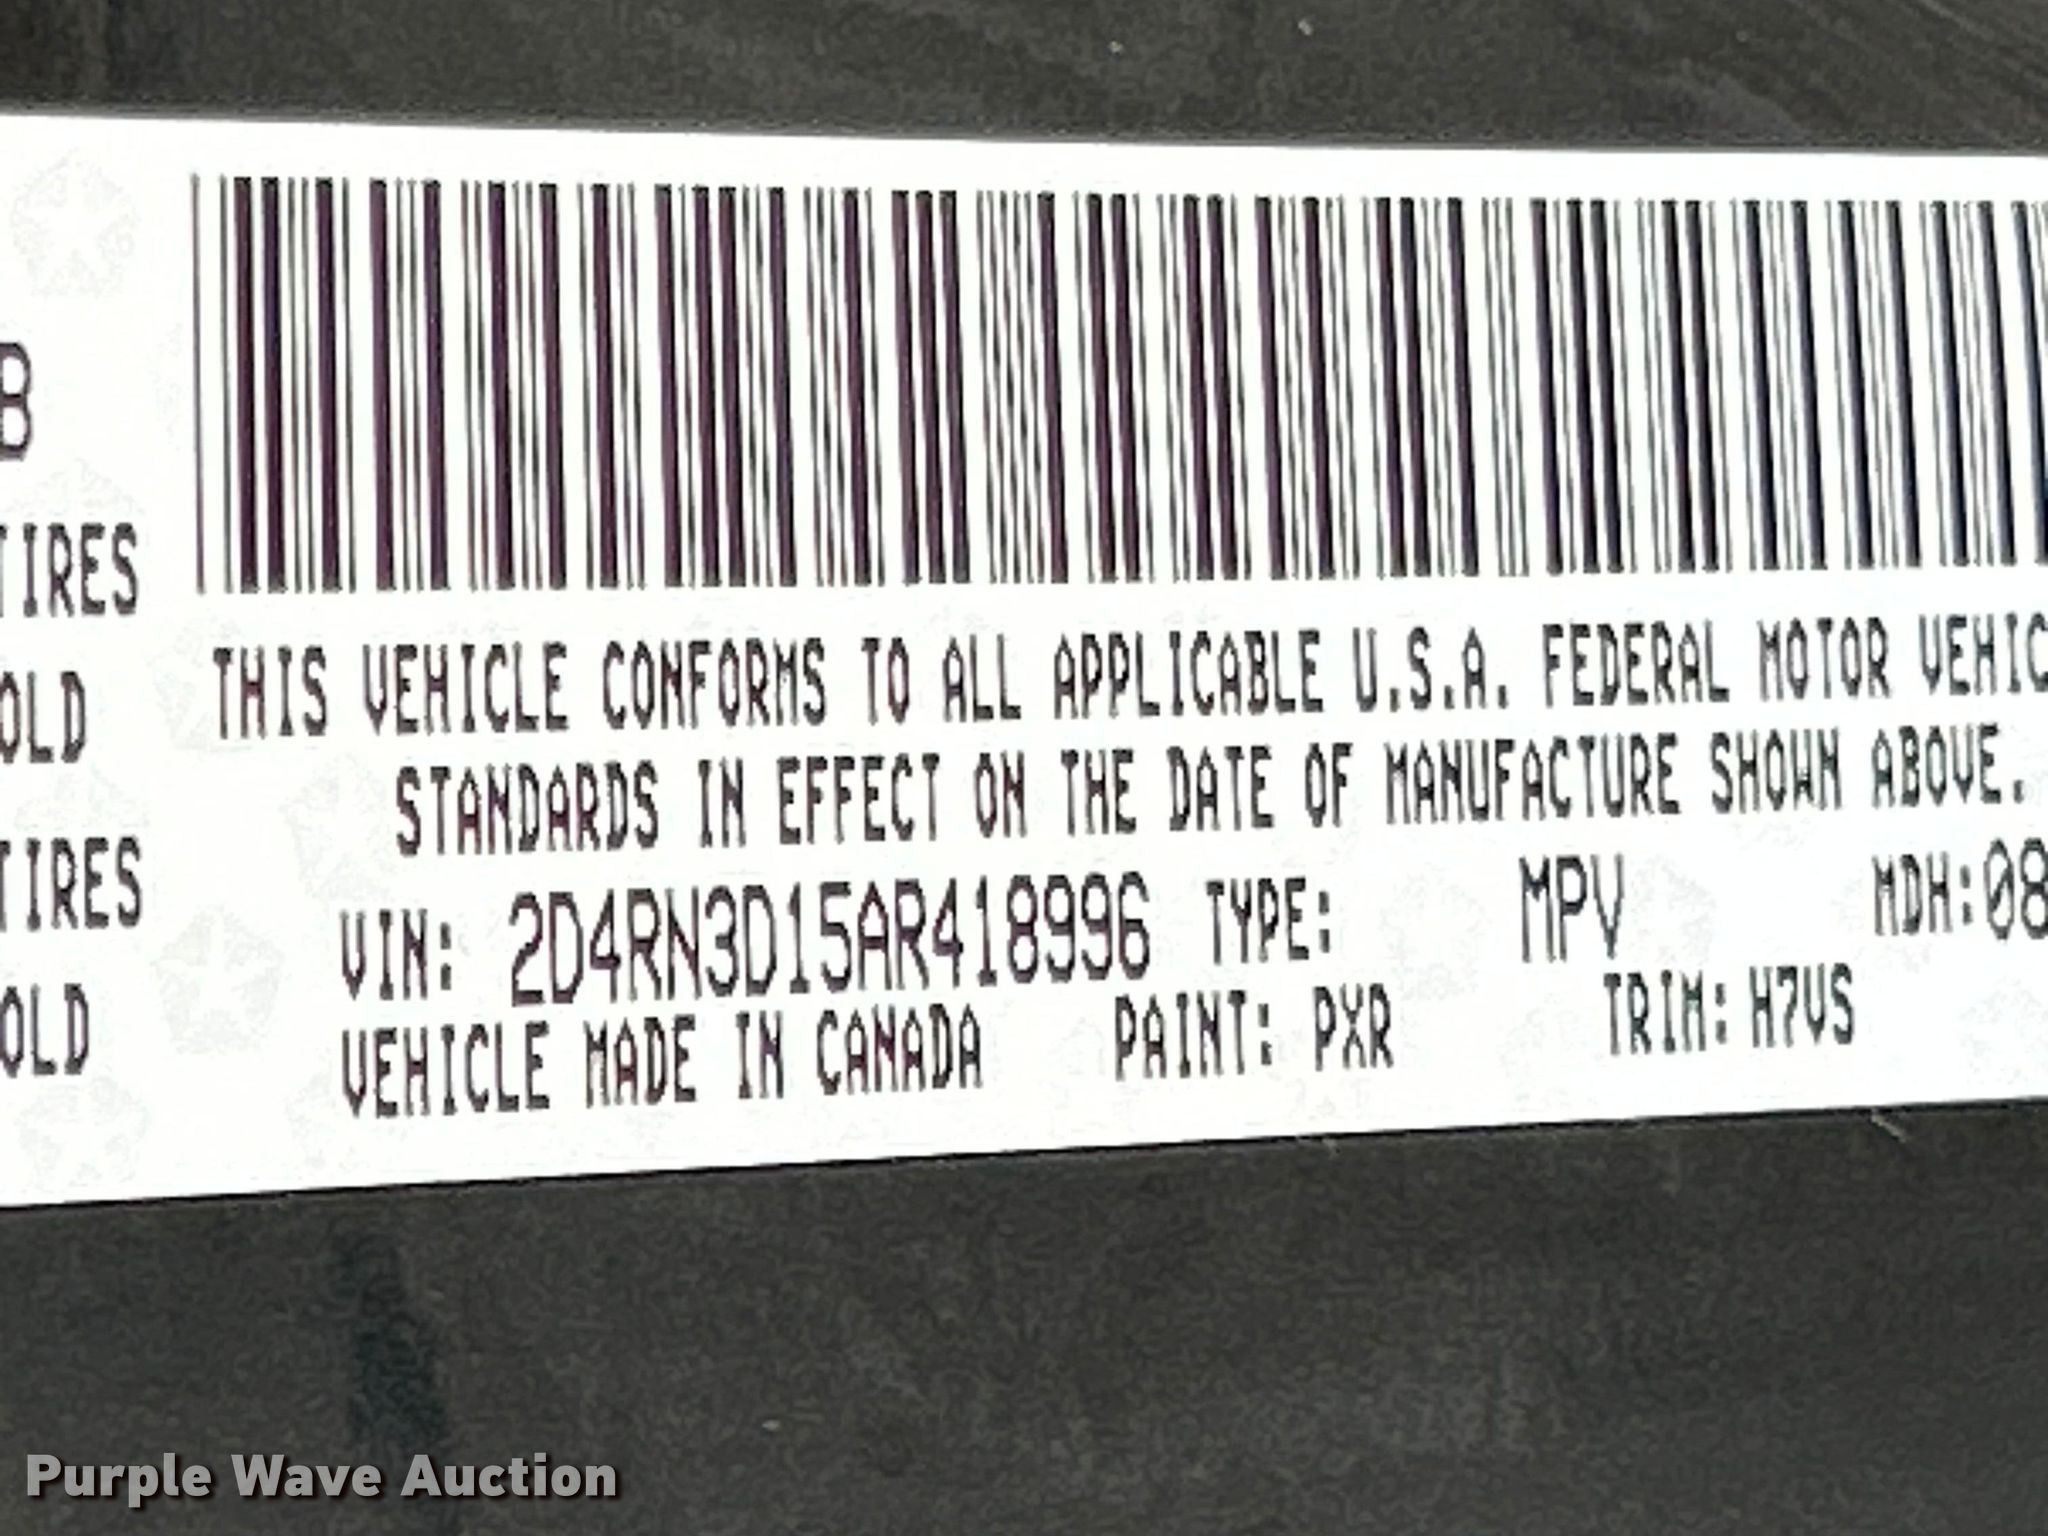 B
TIRES
OLD
TIRES
OLD
THIS VEHICLE CONFORMS TO ALL APPLICABLE U.S.A. FEDERAL MOTOR VEHIC
STANDARDS IN EFFECT ON THE DATE OF MANUFACTURE SHOWN ABOVE.
VIN: 2D4RN3D15AR418996 TYPE: MPV MDH:08
VEHICLE MADE IN CANADA PAINT: PXR TRIM: H7VS
Purple Wave Auction